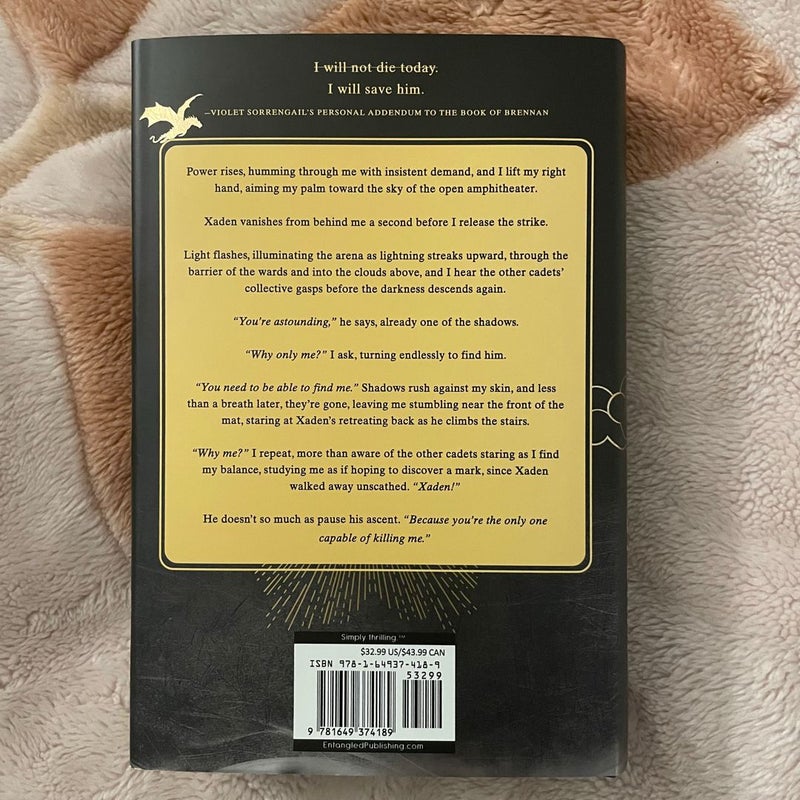 I will not die today.
I will save him.
—VIOLET SORRENGAIL'S PERSONAL ADDENDUM TO THE BOOK OF BRENNAN
Power rises, humming through me with insistent demand, and I lift my right
hand, aiming my palm toward the sky of the open amphitheater.
Xaden vanishes from behind me a second before I release the strike.
Light flashes, illuminating the arena as lightning streaks upward, through the
barrier of the wards and into the clouds above, and I hear the other cadets'
collective gasps before the darkness descends again.
“You're astounding,” he says, already one of the shadows.
“Why only me?” I ask, turning endlessly to find him.
“You need to be able to find me.” Shadows rush against my skin, and less
than a breath later, they're gone, leaving me stumbling near the front of the
mat, staring at Xaden's retreating back as he climbs the stairs.
“Why me?” I repeat, more than aware of the other cadets staring as I find
my balance, studying me as if hoping to discover a mark, since Xaden
walked away unscathed. “Xaden!”
He doesn't so much as pause his ascent. “Because you're the only one
capable of killing me.”
Simply thrilling.™
$32.99 US/$43.99 CAN
ISBN 978-1-64937-418-9
53299
9 781649 374189
EntangledPublishing.com